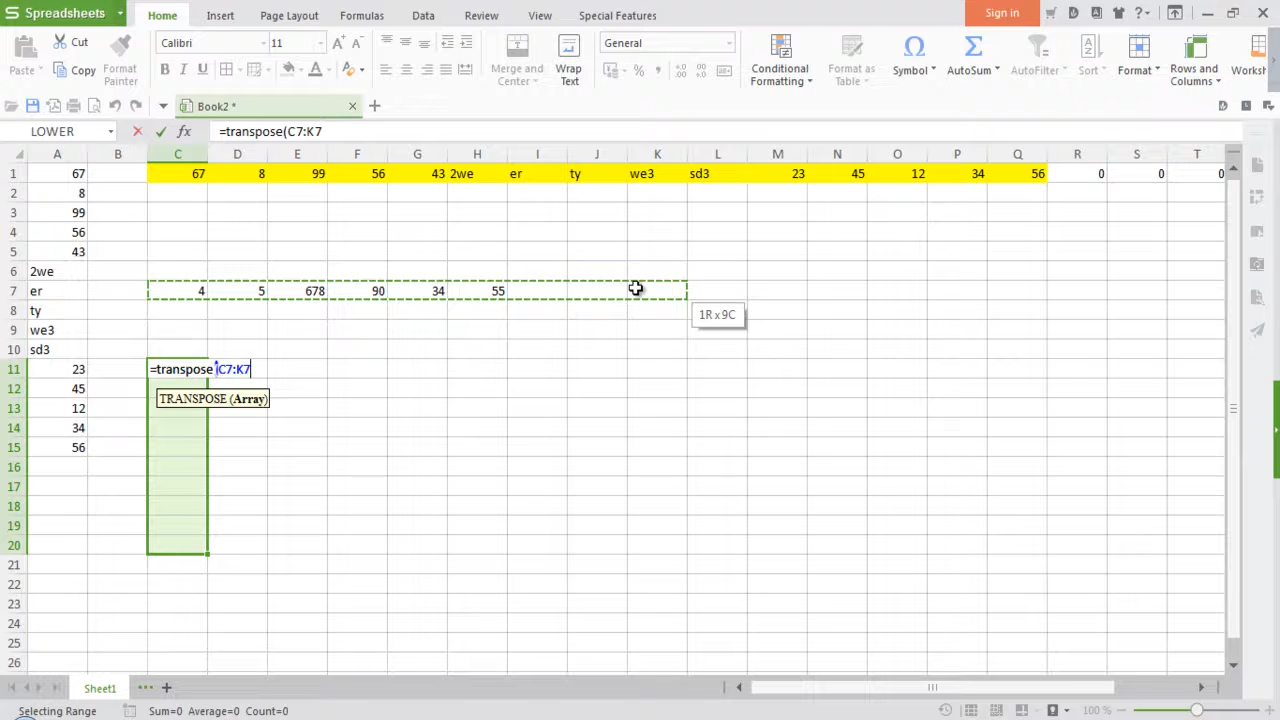 Spreadsheets Home Insert Page Layout Formulas Data Review View Special Features Sign in
Paste Cut Copy Format Painter Calibri 11 B I U A Merge and Center Wrap Text General % Conditional Formatting Format as Table Symbol AutoSum AutoFilter Sort Format Rows and Columns Worksh
Book2 *
LOWER fx =transpose(C7:K7
A B C D E F G H I J K L M N O P Q R S T
1 67 67 8 99 56 43 2we er ty we3 sd3 23 45 12 34 56 0 0 0
2 8
3 99
4 56
5 43
6 2we
7 er 4 5 678 90 34 55
8 ty 1R x 9C
9 we3
10 sd3
11 23 =transpose(C7:K7
12 45
TRANSPOSE (Array)
13 12
14 34
15 56
16
17
18
19
20
21
22
23
24
25
26
Sheet1
Selecting Range Sum=0 Average=0 Count=0 100 %